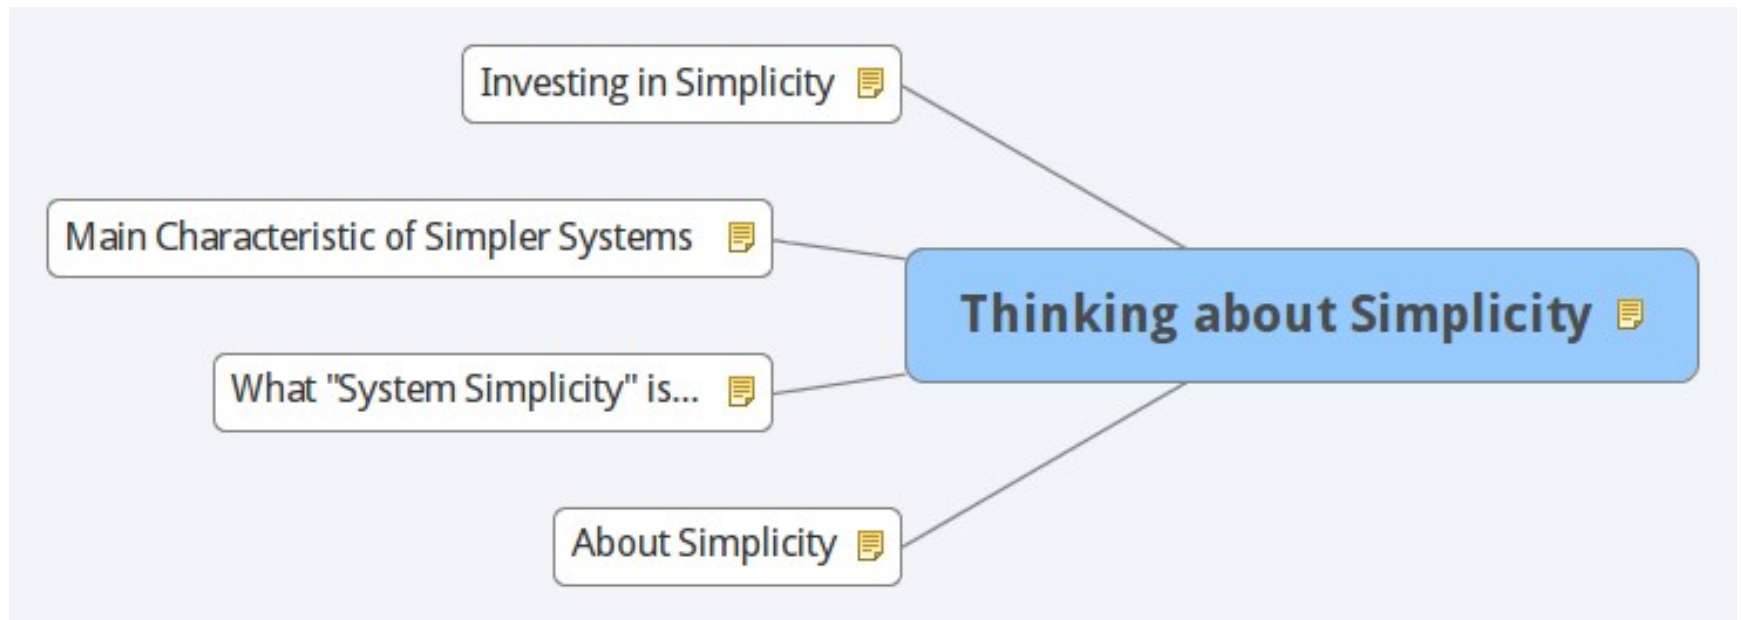 Investing in Simplicity
Main Characteristic of Simpler Systems
Thinking about Simplicity
What "System Simplicity" is...
About Simplicity